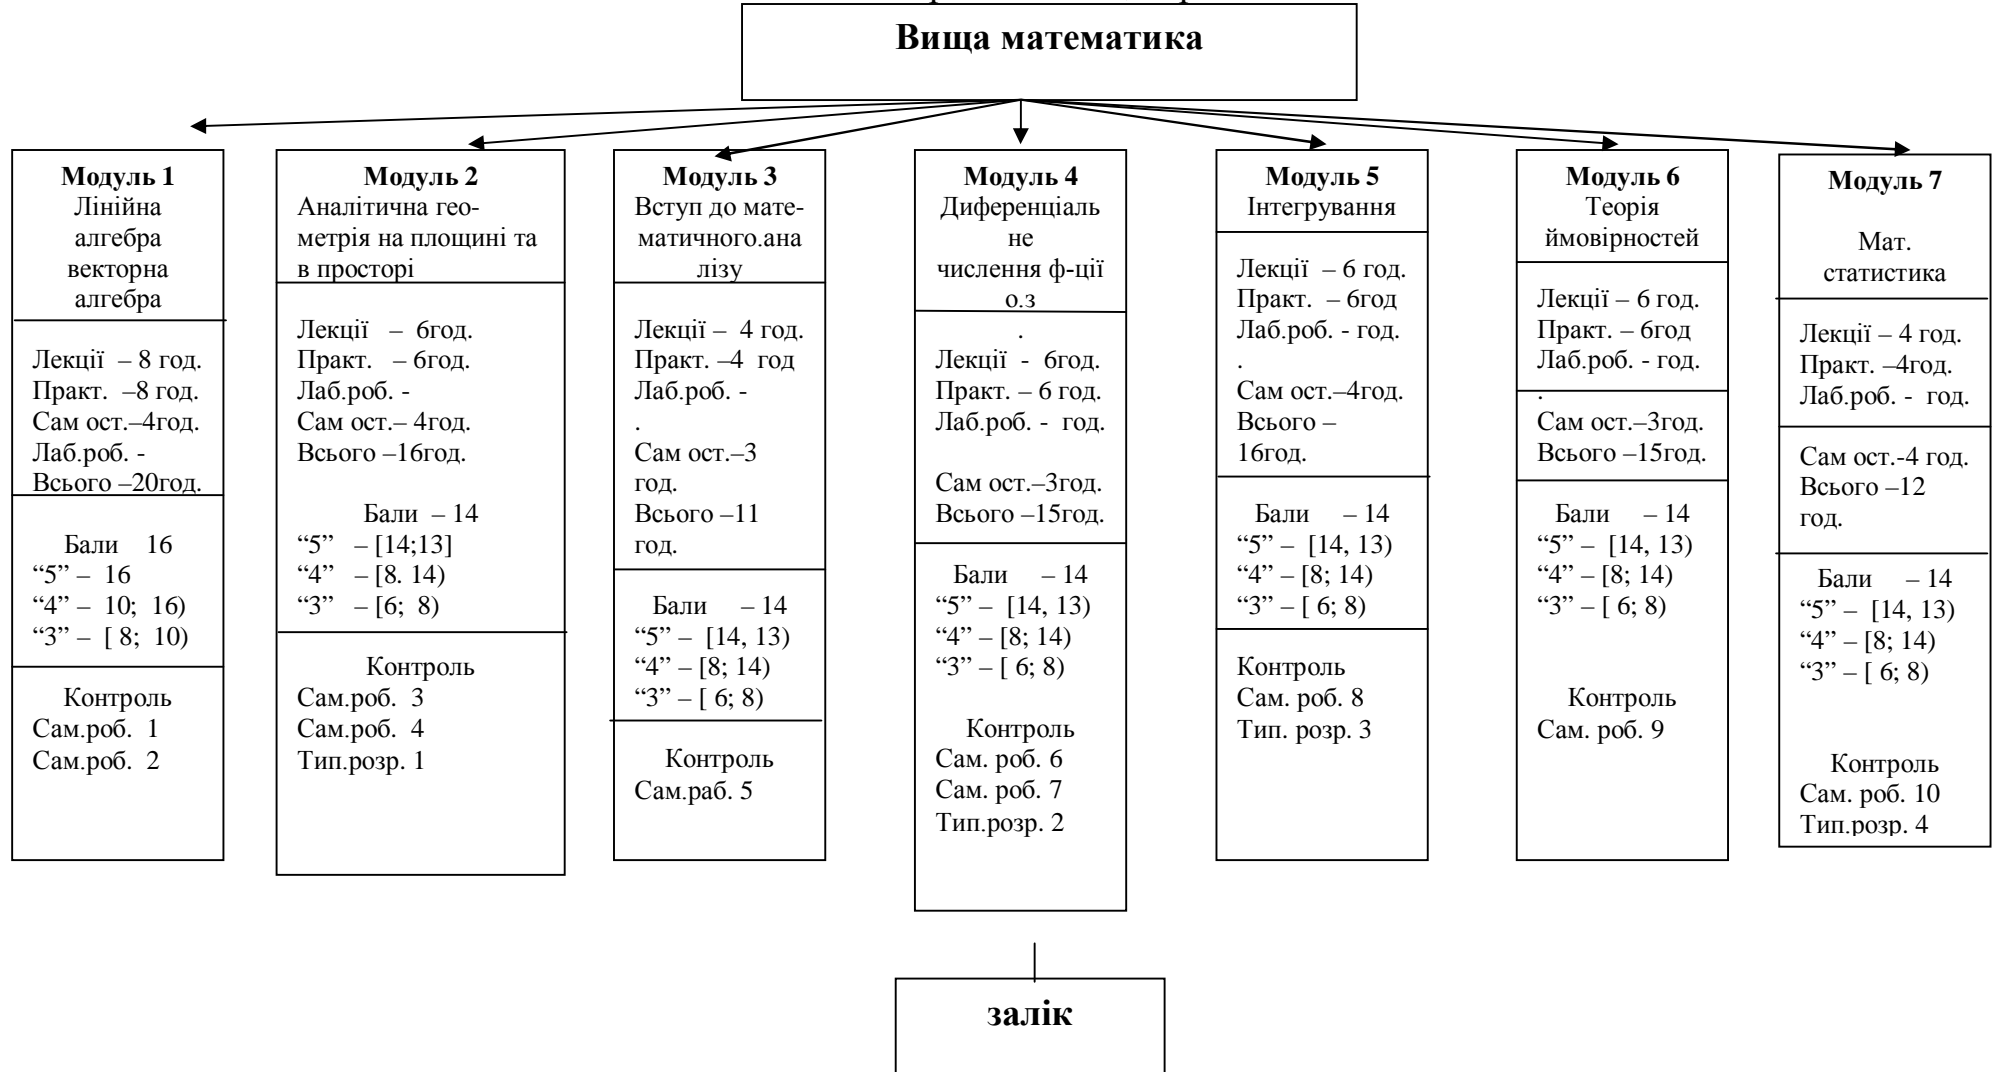 Вища математика
Модуль 1
Лінійна
алгебра
векторна
алгебра
Лекції – 8 год.
Практ. –8 год.
Сам ост.–4год.
Лаб.роб. -
Всього –20год.
Бали 16
“5” – 16
“4” – 10; 16)
“3” – [ 8; 10)
Контроль
Сам.роб. 1
Сам.роб. 2
Модуль 2
Аналітична гео-
метрія на площині та
в просторі
Лекції – 6год.
Практ. – 6год.
Лаб.роб. -
Сам ост.– 4год.
Всього –16год.
Бали – 14
“5” – [14;13]
“4” – [8. 14)
“3” – [6; 8)
Контроль
Сам.роб. 3
Сам.роб. 4
Тип.розр. 1
Модуль 3
Вступ до мате-
матичного.ана
лізу
Лекції – 4 год.
Практ. –4 год
Лаб.роб. -
.
Сам ост.–3
год.
Всього –11
год.
Бали – 14
“5” – [14, 13)
“4” – [8; 14)
“3” – [ 6; 8)
Контроль
Сам.раб. 5
Модуль 4
Диференціаль
не
числення ф-ції
о.з
.
Лекції - 6год.
Практ. – 6 год.
Лаб.роб. - год.
Сам ост.–3год.
Всього –15год.
Бали – 14
“5” – [14, 13)
“4” – [8; 14)
“3” – [ 6; 8)
Контроль
Сам. роб. 6
Сам. роб. 7
Тип.розр. 2
Модуль 5
Інтегрування
Лекції – 6 год.
Практ. – 6год
Лаб.роб. - год.
.
Сам ост.–4год.
Всього –
16год.
Бали – 14
“5” – [14, 13)
“4” – [8; 14)
“3” – [ 6; 8)
Контроль
Сам. роб. 8
Тип. розр. 3
Модуль 6
Теорія
ймовірностей
Лекції – 6 год.
Практ. – 6год
Лаб.роб. - год.
.
Сам ост.–3год.
Всього –15год.
Бали – 14
“5” – [14, 13)
“4” – [8; 14)
“3” – [ 6; 8)
Контроль
Сам. роб. 9
Модуль 7
Мат.
статистика
Лекції – 4 год.
Практ. –4год.
Лаб.роб. - год.
Сам ост.-4 год.
Всього –12
год.
Бали – 14
“5” – [14, 13)
“4” – [8; 14)
“3” – [ 6; 8)
Контроль
Сам. роб. 10
Тип.розр. 4
залік